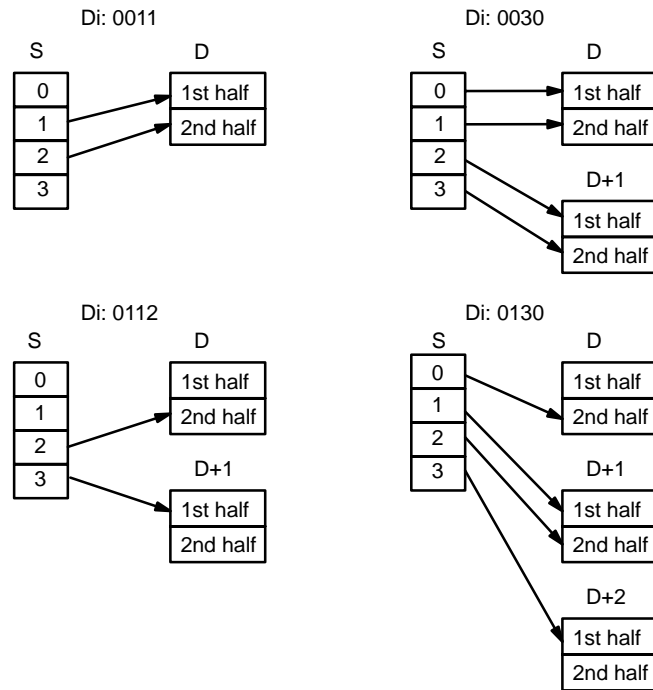 Di: 0011
S
D
0
1
2
3
1st half
2nd half
Di: 0030
S
D
0
1
2
3
1st half
2nd half
D+1
1st half
2nd half
Di: 0112
S
D
0
1
2
3
1st half
2nd half
D+1
1st half
2nd half
Di: 0130
S
D
0
1
2
3
1st half
2nd half
D+1
1st half
2nd half
D+2
1st half
2nd half